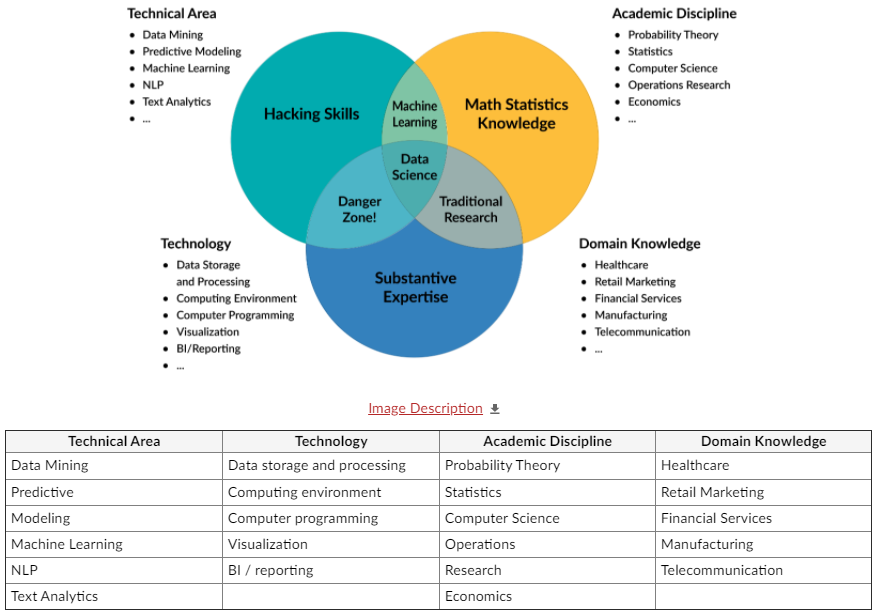 Technical Area
• Data Mining
• Predictive Modeling
• Machine Learning
• NLP
• Text Analytics
• ...
Academic Discipline
• Probability Theory
• Statistics
• Computer Science
• Operations Research
• Economics
• ...
Hacking Skills
Machine
Learning
Math Statistics
Knowledge
Data
Science
Danger
Zone!
Traditional
Research
Substantive
Expertise
Technology
• Data Storage
and Processing
• Computing Environment
• Computer Programming
• Visualization
• BI/Reporting
• ...
Domain Knowledge
• Healthcare
• Retail Marketing
• Financial Services
• Manufacturing
• Telecommunication
• ...
Image Description
Technical Area Technology Academic Discipline Domain Knowledge
Data Mining Data storage and processing Probability Theory Healthcare
Predictive Computing environment Statistics Retail Marketing
Modeling Computer programming Computer Science Financial Services
Machine Learning Visualization Operations Manufacturing
NLP BI / reporting Research Telecommunication
Text Analytics Economics